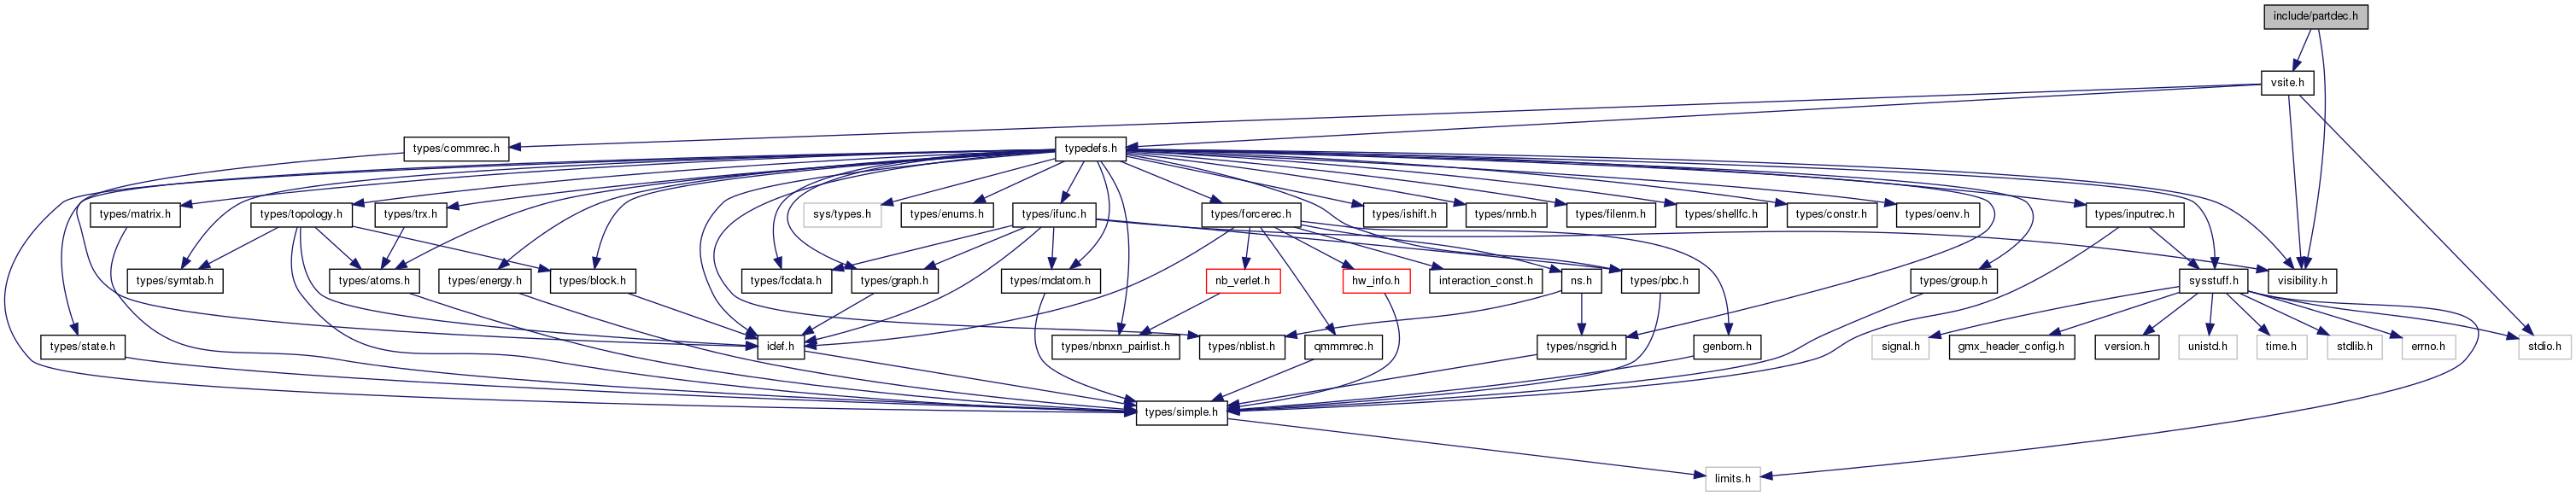 include/partdec.h
vsite.h
types/commrec.h
typedefs.h
types/matrix.h
types/topology.h
types/trx.h
sys/types.h
types/enums.h
types/ifunc.h
types/forcerec.h
types/ishift.h
types/nrnb.h
types/filenm.h
types/shellfc.h
types/constr.h
types/oenv.h
types/inputrec.h
types/symtab.h
types/atoms.h
types/energy.h
types/block.h
types/fcdata.h
types/graph.h
types/mdatom.h
nb_verlet.h
hw_info.h
interaction_const.h
ns.h
types/pbc.h
types/group.h
sysstuff.h
visibility.h
types/state.h
idef.h
types/nbnxn_pairlist.h
types/nblist.h
qmmmrec.h
types/nsgrid.h
genborn.h
signal.h
gmx_header_config.h
version.h
unistd.h
time.h
stdlib.h
errno.h
stdio.h
types/simple.h
limits.h